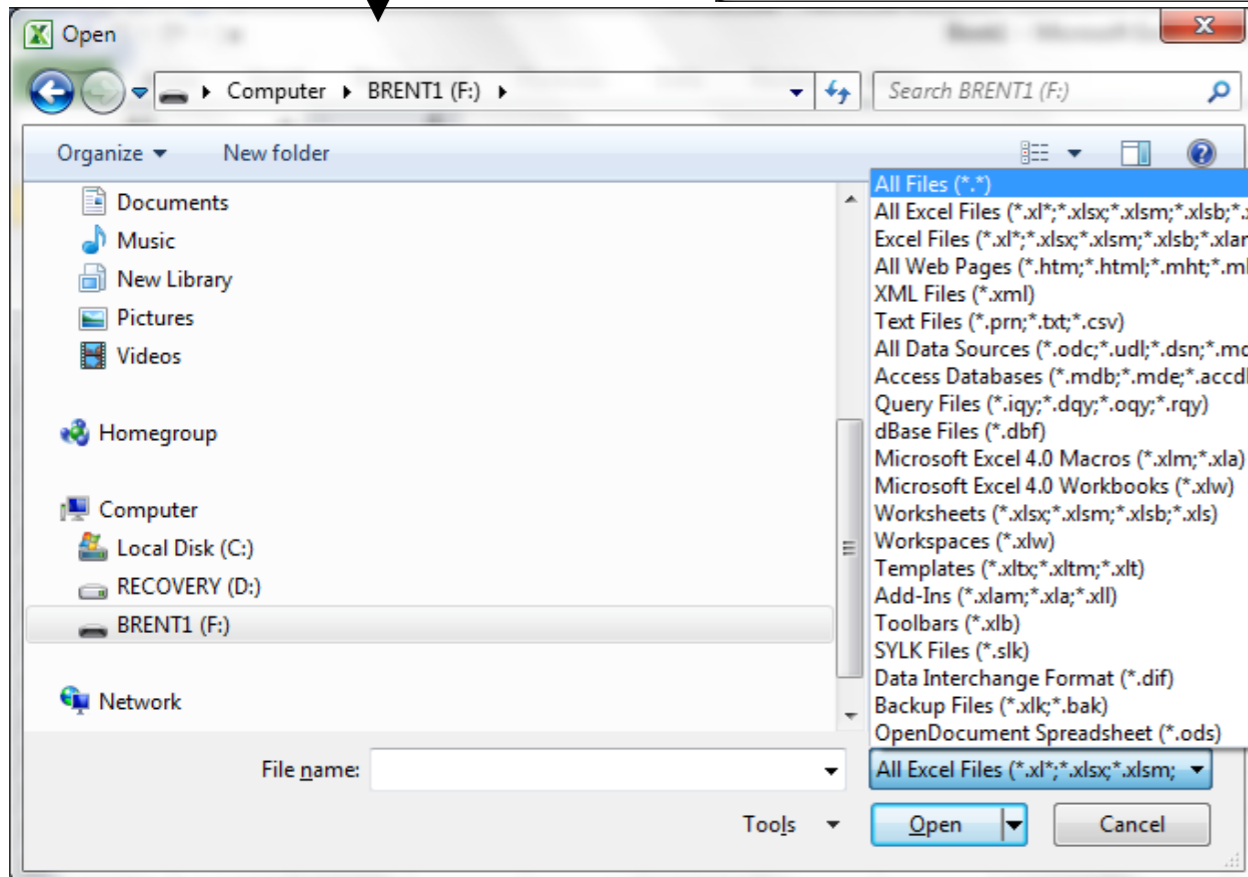 Open
Computer BRENT1 (F:)
Search BRENT1 (F:)
Organize
New folder
Documents
Music
New Library
Pictures
Videos
Homegroup
Computer
Local Disk (C:)
RECOVERY (D:)
BRENT1 (F:)
Network
All Files (*.*)
All Excel Files (*.xl*;*.xlsx;*.xlsm;*.xlsb;*.
Excel Files (*.xl*;*.xlsx;*.xlsm;*.xlsb;*.xlam
All Web Pages (*.htm;*.html;*.mht;*.ml
XML Files (*.xml)
Text Files (*.prn;*.txt;*.csv)
All Data Sources (*.odc;*.udl;*.dsn;*.md
Access Databases (*.mdb;*.mde;*.accd
Query Files (*.iqy;*.dqy;*.oqy;*.rqy)
dBase Files (*.dbf)
Microsoft Excel 4.0 Macros (*.xlm;*.xla)
Microsoft Excel 4.0 Workbooks (*.xlw)
Worksheets (*.xlsx;*.xlsm;*.xlsb;*.xls)
Workspaces (*.xlw)
Templates (*.xltx;*.xltm;*.xlt)
Add-Ins (*.xlam;*.xla;*.xll)
Toolbars (*.xlb)
SYLK Files (*.slk)
Data Interchange Format (*.dif)
Backup Files (*.xlk;*.bak)
OpenDocument Spreadsheet (*.ods)
File name:
All Excel Files (*.xl*;*.xlsx;*.xlsm;
Tools
Open
Cancel